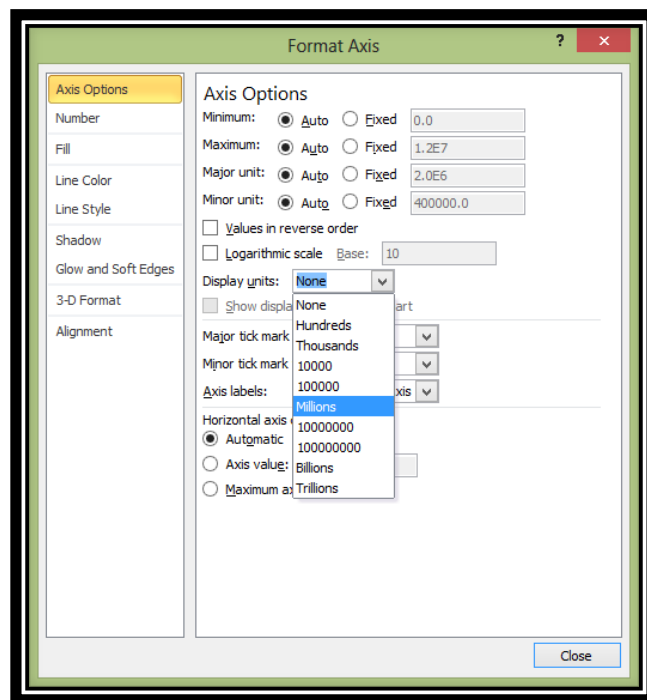 Format Axis
?
×
Axis Options
Number
Fill
Line Color
Line Style
Shadow
Glow and Soft Edges
3-D Format
Alignment
Axis Options
Minimum: Auto Fixed 0.0
Maximum: Auto Fixed 1.2E7
Major unit: Auto Fixed 2.0E6
Minor unit: Auto Fixed 400000.0
Values in reverse order
Logarithmic scale Base: 10
Display units: None
Show
None
Hundreds
Thousands
10000
100000
Millions
10000000
100000000
Billions
Trillions
Major tick mark
Minor tick mark
Axis labels:
Horizontal axis
Automatic
Axis value:
Maximum
Close